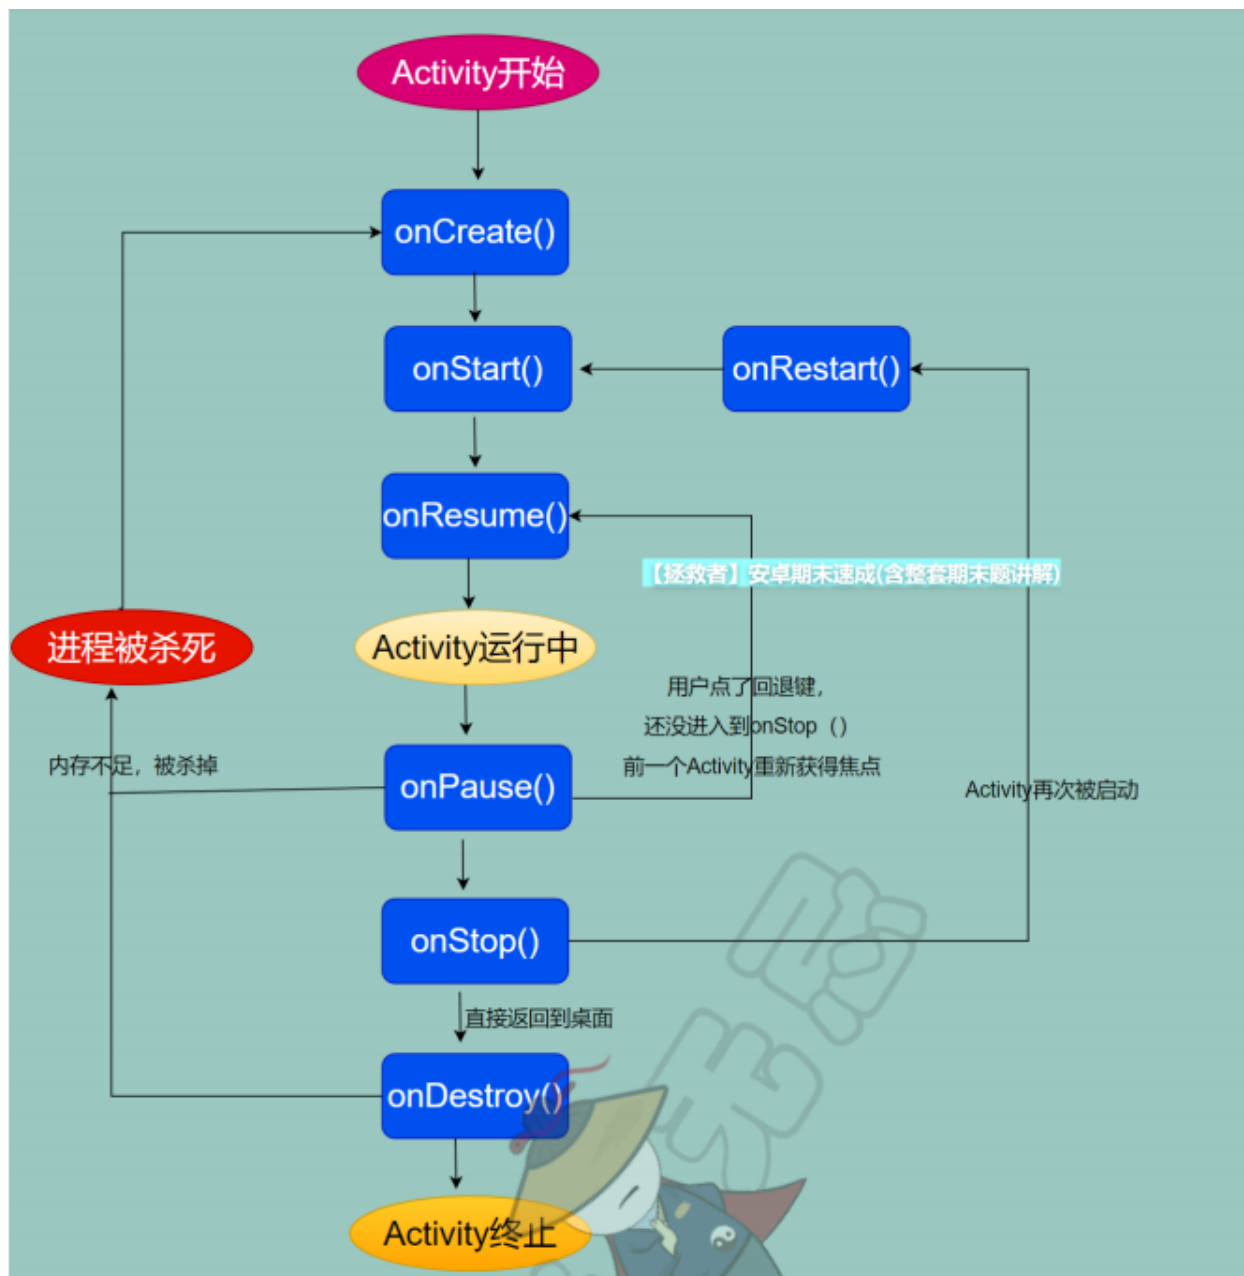 Activity开始
onCreate()
onStart()
onRestart()
onResume()
【拯救者】安卓期末速成(含整套期末题讲解)
进程被杀死
Activity运行中
用户点了回退键，
还没进入到onStop（）
前一个Activity重新获得焦点
内存不足，被杀掉
onPause()
Activity再次被启动
onStop()
直接返回到桌面
onDestroy()
Activity终止